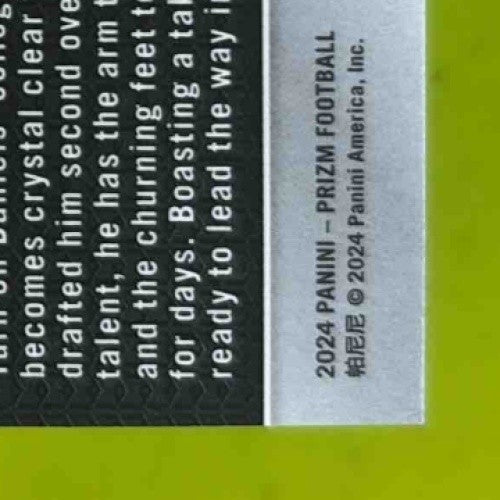 becomes crystal clear
drafted him second ove
talent, he has the arm t
and the churning feet to
for days. Boasting a tal
ready to lead the way i
2024 PANINI – PRIZM FOOTBALL
帕尼尼 © 2024 Panini America, Inc.